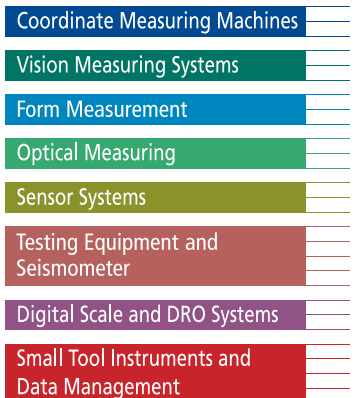 Coordinate Measuring Machines
Vision Measuring Systems
Form Measurement
Optical Measuring
Sensor Systems
Testing Equipment and
Seismometer
Digital Scale and DRO Systems
Small Tool Instruments and
Data Management